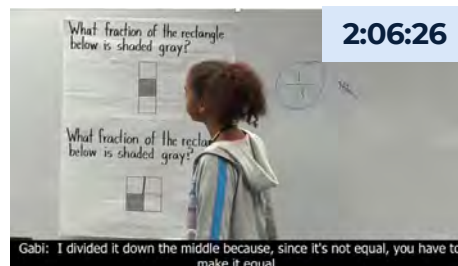 2:06:26
What fraction of the rectangle
below is shaded gray?
What fraction of the recla
below is shaded gray?
Gabi: I divided it down the middle because, since it's not equal, you have to
make it equal